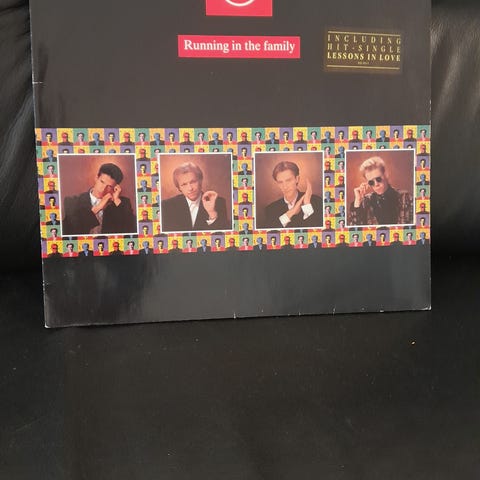 Running in the family
INCLUDING
HIT-SINGLE
LESSONS IN LOVE